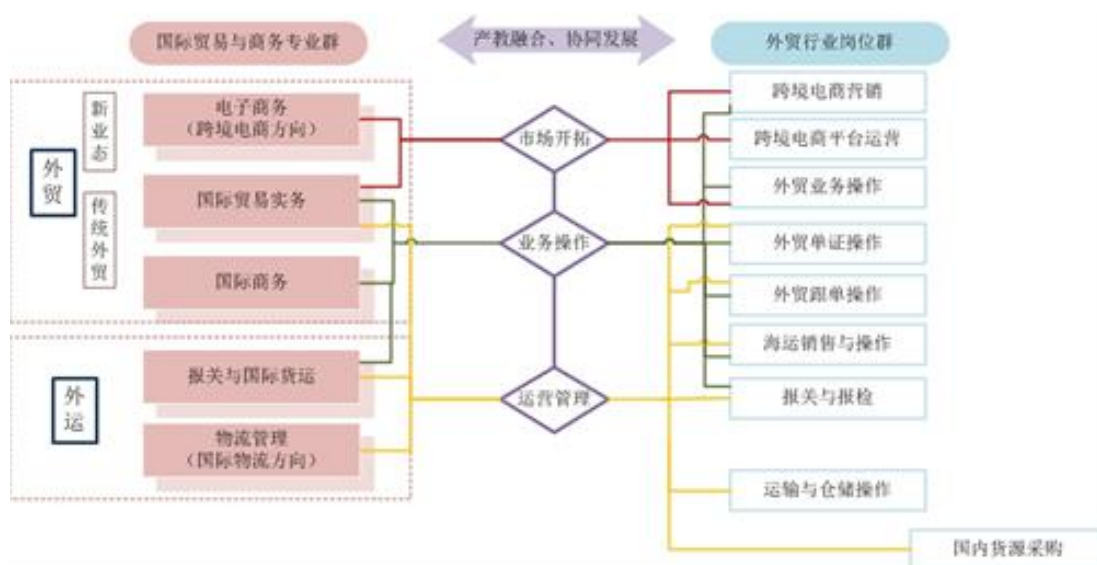 国际贸易与商务专业群
产教融合、协同发展
外贸行业岗位群
新业态
外贸
传统外贸
电子商务
（跨境电商方向）
国际贸易实务
国际商务
外运
报关与国际货运
物流管理
（国际物流方向）
市场开拓
业务操作
运营管理
跨境电商营销
跨境电商平台运营
外贸业务操作
外贸单证操作
外贸跟单操作
海运销售与操作
报关与报检
运输与仓储操作
国内货源采购